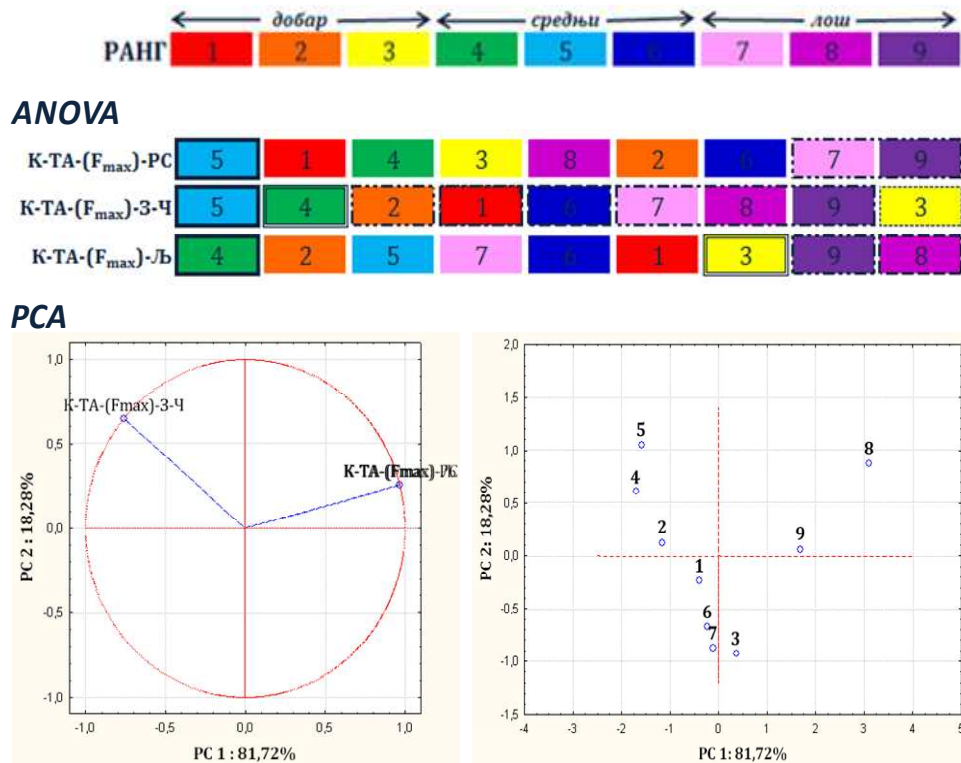 добар средњи лош
РАНГ 1 2 3 4 5 6 7 8 9
ANOVA
К-ТА-(Fmax)-РС 5 1 4 3 8 2 6 7 9
К-ТА-(Fmax)-З-Ч 5 4 2 1 6 7 8 9 3
К-ТА-(Fmax)-Љ 4 2 5 7 6 1 3 9 8
PCA
1,0
0,5
0,0
-0,5
-1,0
PC 2 : 18,28%
К-ТА-(Fmax)-З-Ч
-1,0 -0,5 0,0 0,5 1,0
PC 1 : 81,72%
2,0
1,5
1,0
0,5
0,0
-0,5
-1,0
-1,5
PC 2: 18,28%
5
8
4
2
9
1
6
7
3
-4 -3 -2 -1 0 1 2 3 4 5
PC 1: 81,72%